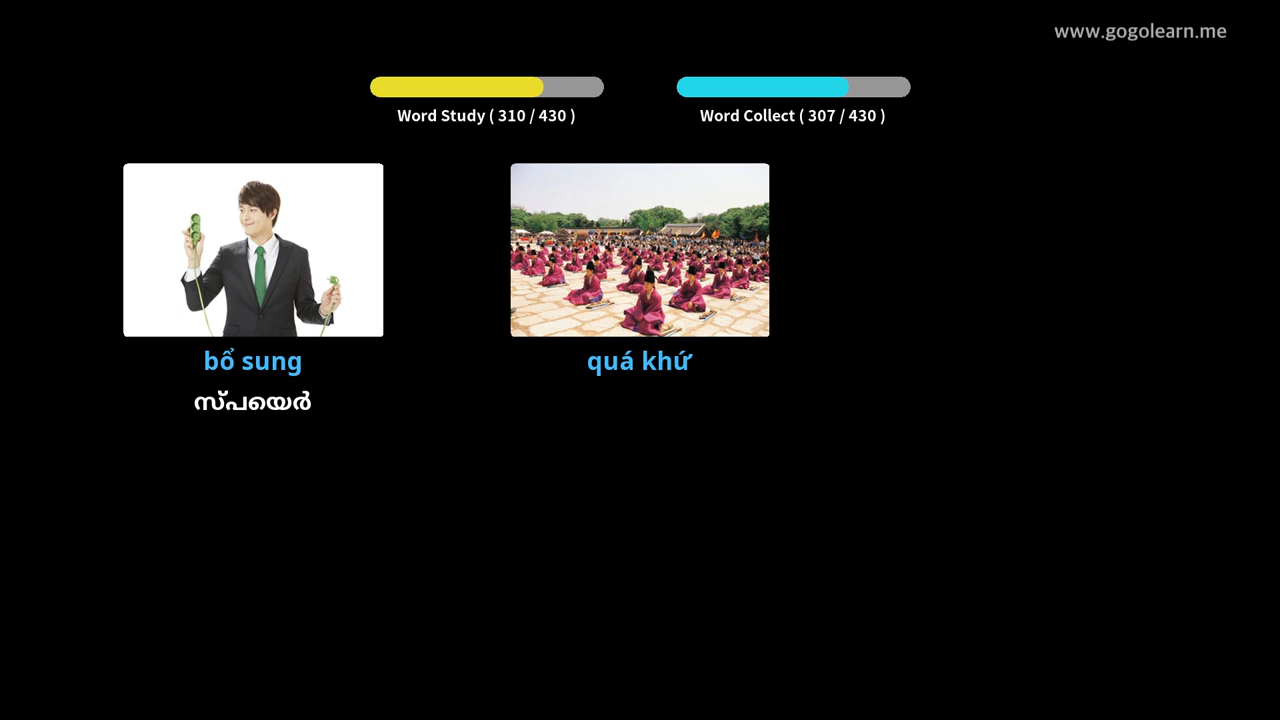 www.gogolearn.me
Word Study ( 310 / 430 )
Word Collect ( 307 / 430 )
bổ sung
quá khứ
സ്പയെർ